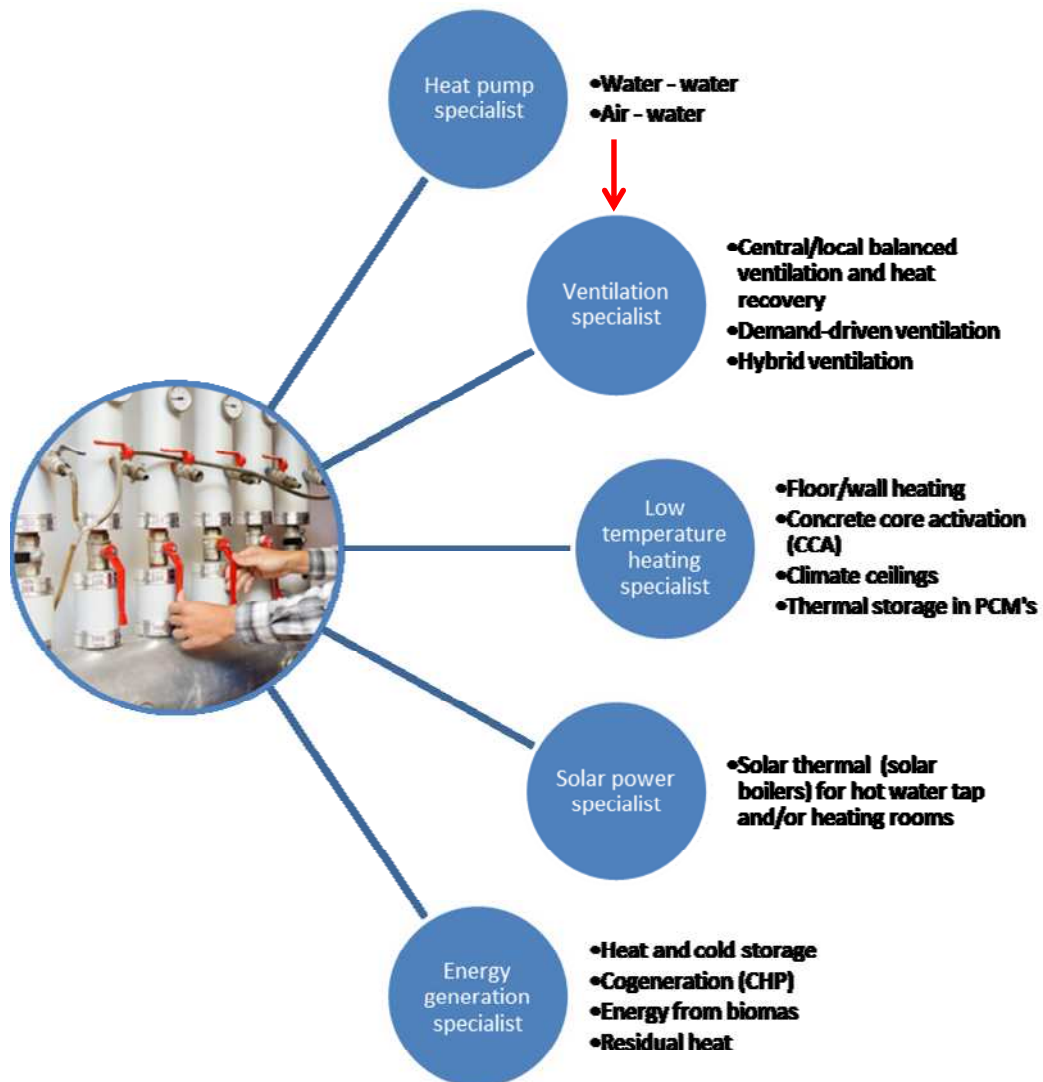 Heat pump
specialist
•Water – water
•Air – water
Ventilation
specialist
•Central/local balanced
ventilation and heat
recovery
•Demand-driven ventilation
•Hybrid ventilation
Low
temperature
heating
specialist
•Floor/wall heating
•Concrete core activation
(CCA)
•Climate ceilings
•Thermal storage in PCM's
Solar power
specialist
•Solar thermal (solar
boilers) for hot water tap
and/or heating rooms
Energy
generation
specialist
•Heat and cold storage
•Cogeneration (CHP)
•Energy from biomas
•Residual heat